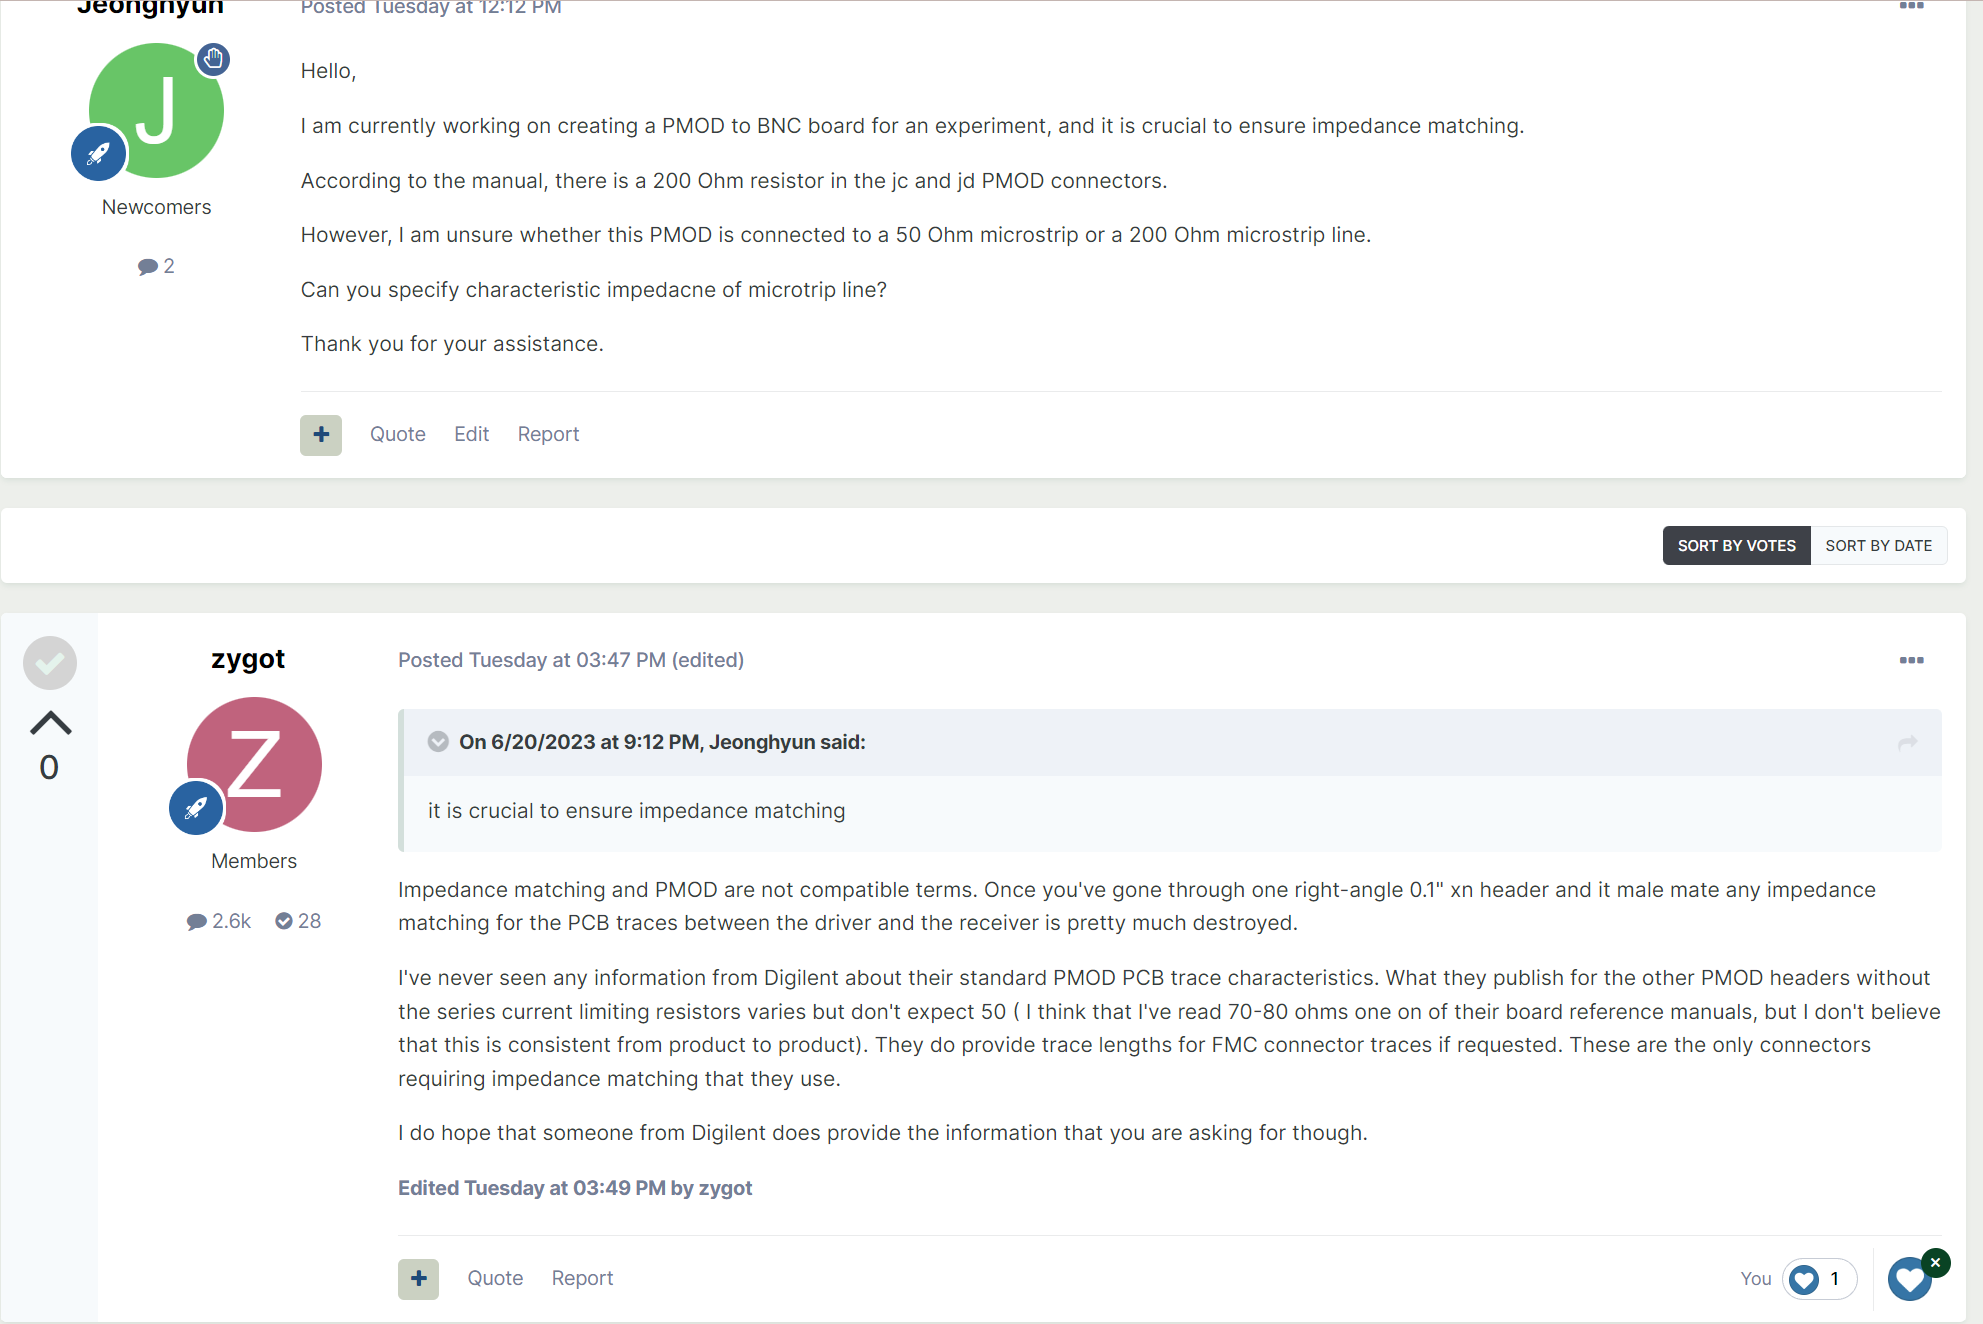 Jeonghyun
Posted Tuesday at 12:12 PM
J
Newcomers
2
Hello,
I am currently working on creating a PMOD to BNC board for an experiment, and it is crucial to ensure impedance matching.
According to the manual, there is a 200 Ohm resistor in the jc and jd PMOD connectors.
However, I am unsure whether this PMOD is connected to a 50 Ohm microstrip or a 200 Ohm microstrip line.
Can you specify characteristic impedacne of microtrip line?
Thank you for your assistance.
+ Quote Edit Report
SORT BY VOTES SORT BY DATE
0
zygot
Z
Members
2.6k 28
Posted Tuesday at 03:47 PM (edited)
On 6/20/2023 at 9:12 PM, Jeonghyun said:
it is crucial to ensure impedance matching
Impedance matching and PMOD are not compatible terms. Once you've gone through one right-angle 0.1" xn header and it male mate any impedance
matching for the PCB traces between the driver and the receiver is pretty much destroyed.
I've never seen any information from Digilent about their standard PMOD PCB trace characteristics. What they publish for the other PMOD headers without
the series current limiting resistors varies but don't expect 50 ( I think that I've read 70-80 ohms one on of their board reference manuals, but I don't believe
that this is consistent from product to product). They do provide trace lengths for FMC connector traces if requested. These are the only connectors
requiring impedance matching that they use.
I do hope that someone from Digilent does provide the information that you are asking for though.
Edited Tuesday at 03:49 PM by zygot
+ Quote Report
You 1